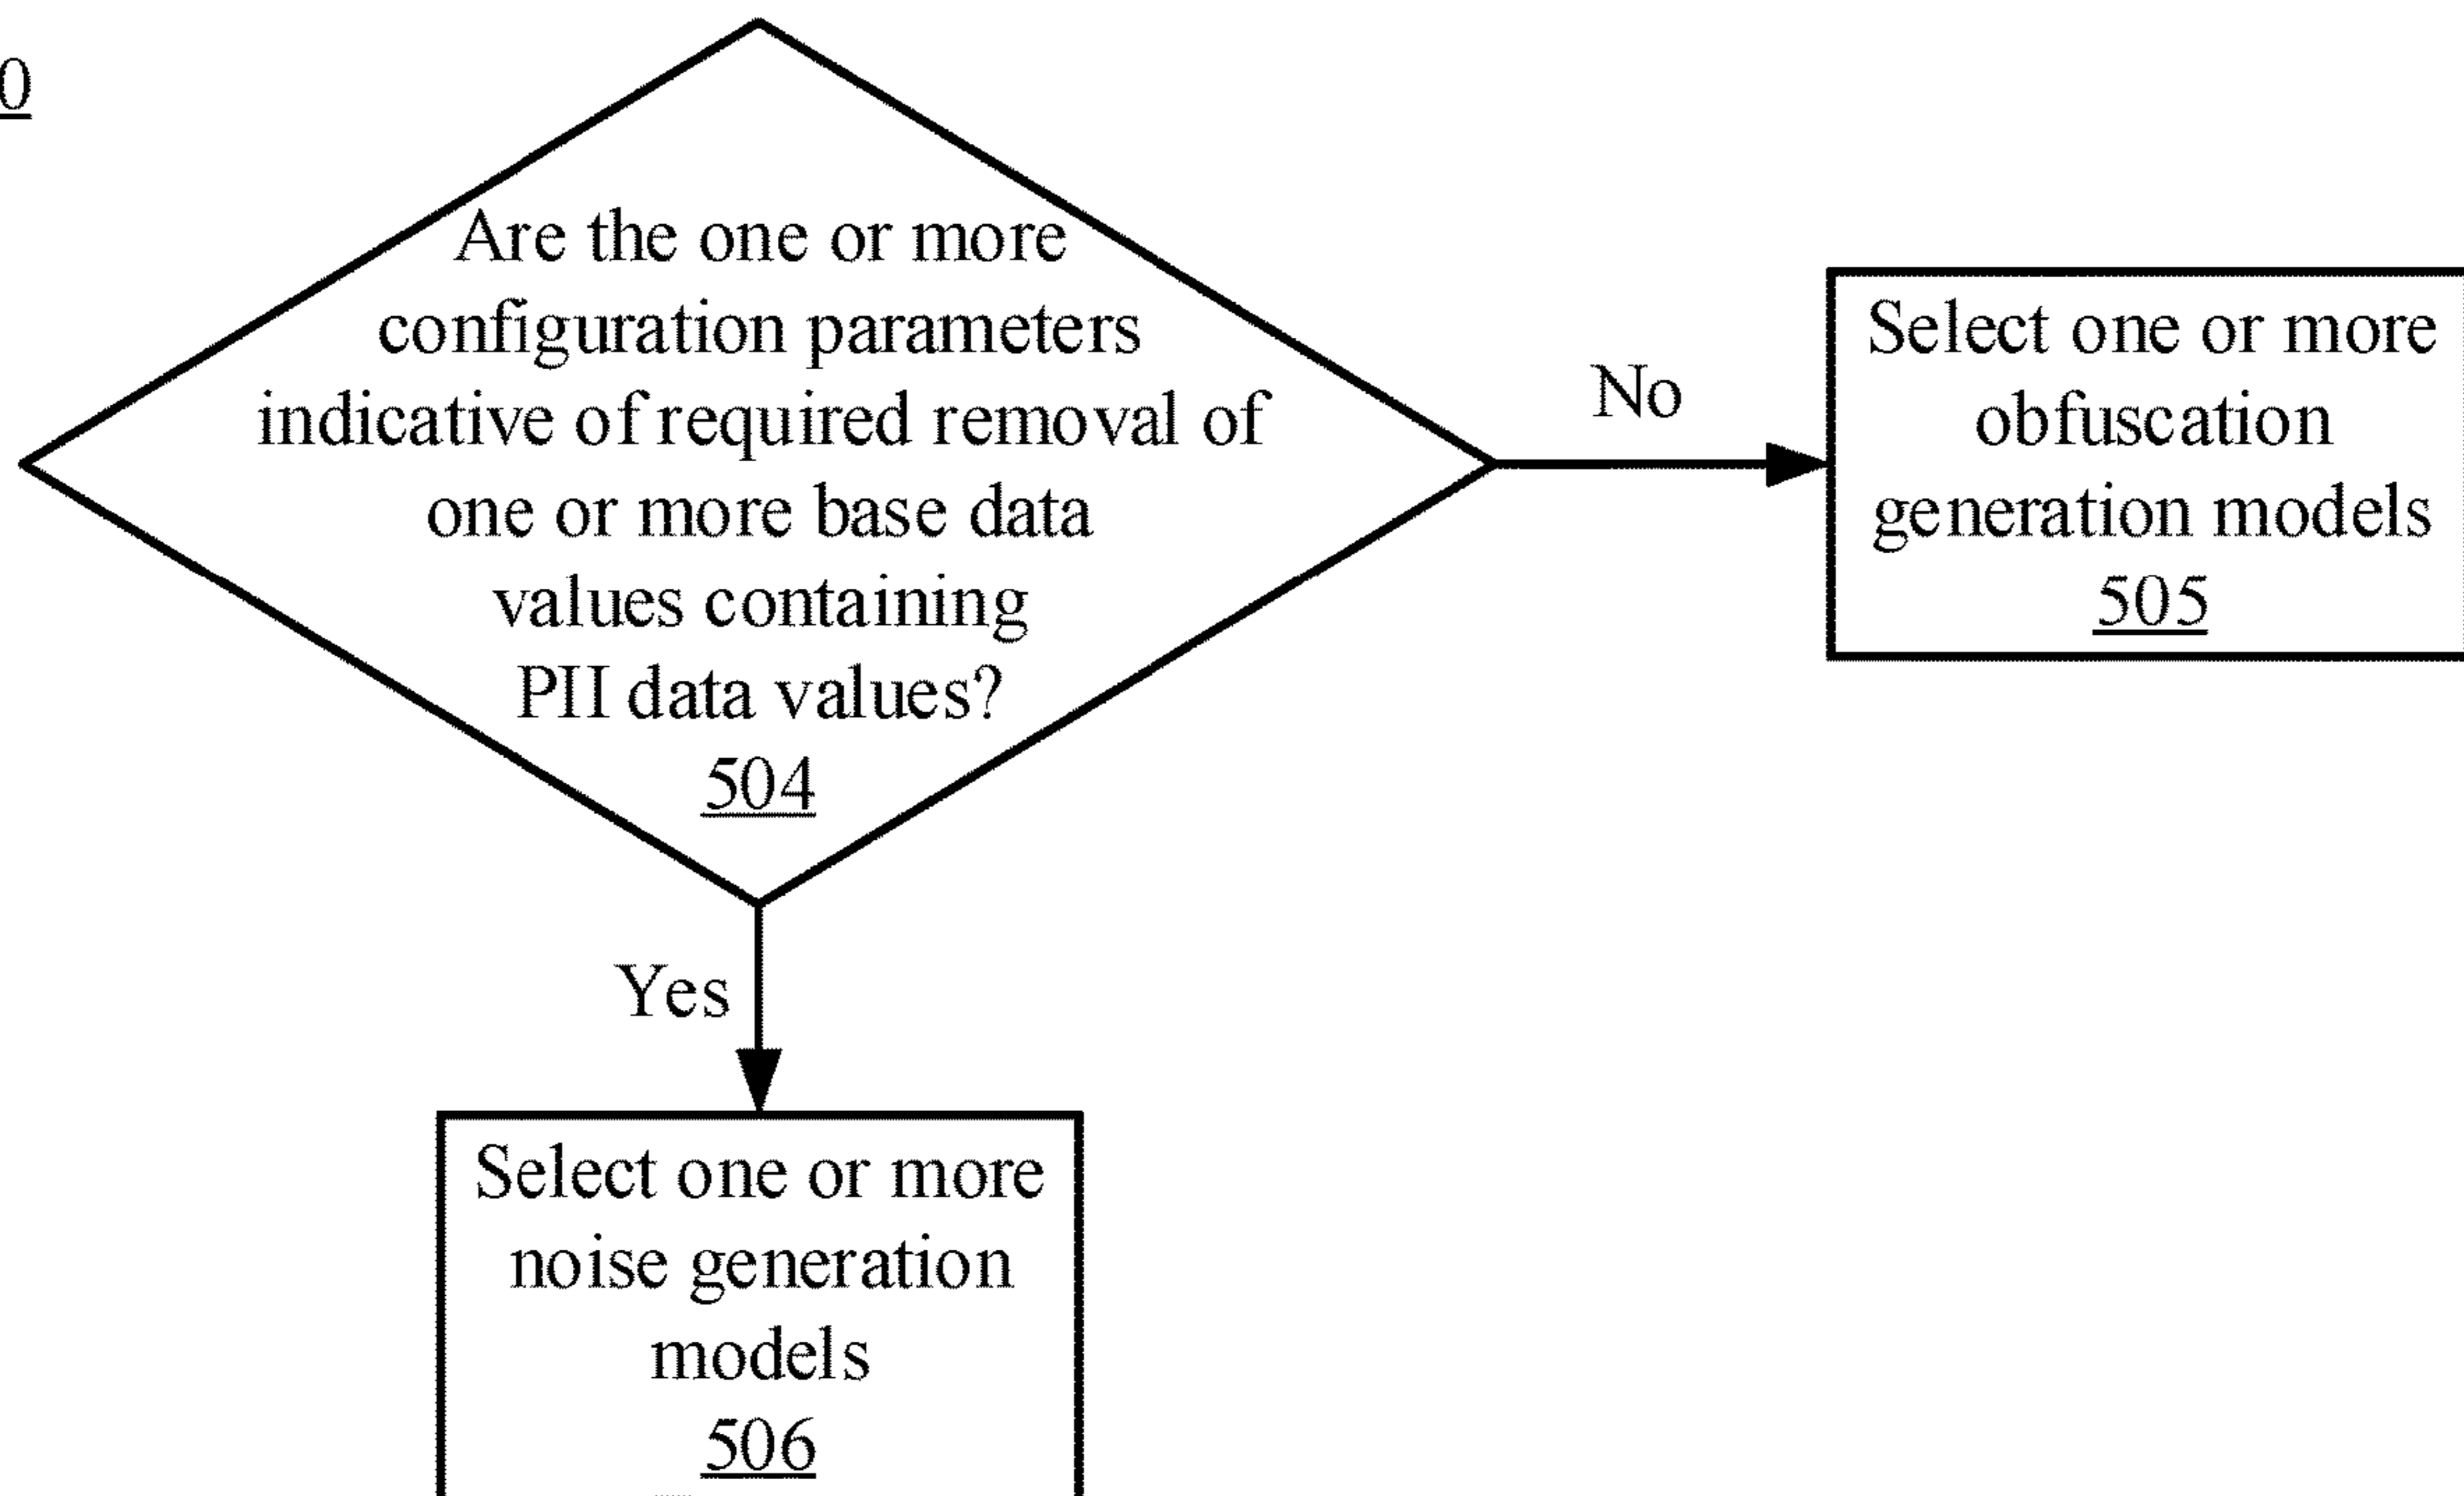 0
Are the one or more
configuration parameters
indicative of required removal of
one or more base data
values containing
PII data values?
504
No
Select one or more
obfuscation
generation models
505
Yes
Select one or more
noise generation
models
506